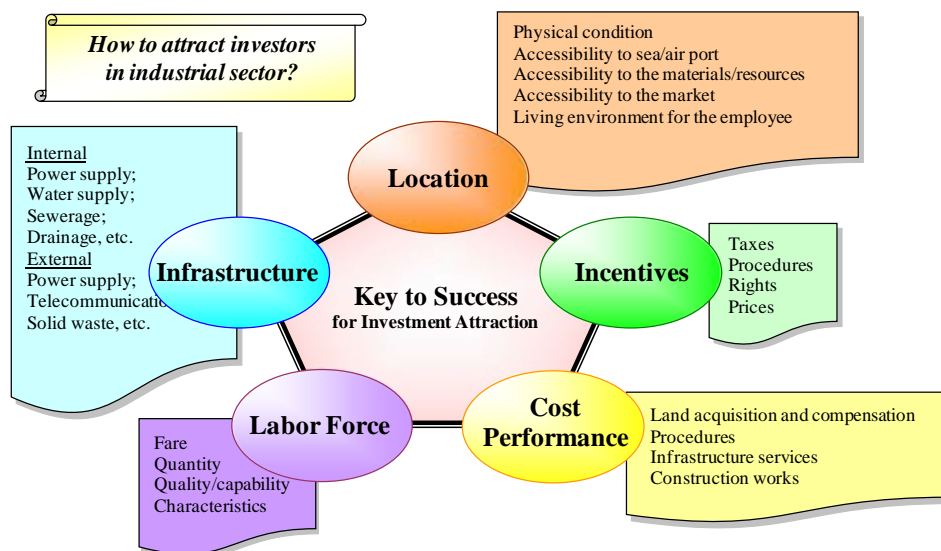 How to attract investors
in industrial sector?
Physical condition
Accessibility to sea/air port
Accessibility to the materials/resources
Accessibility to the market
Living environment for the employee
Location
Internal
Power supply;
Water supply;
Sewerage;
Drainage, etc.
External
Power supply;
Telecommunicatio
Solid waste, etc.
Infrastructure
Incentives
Taxes
Procedures
Rights
Prices
Key to Success
for Investment Attraction
Labor Force
Fare
Quantity
Quality/capability
Characteristics
Cost
Performance
Land acquisition and compensation
Procedures
Infrastructure services
Construction works